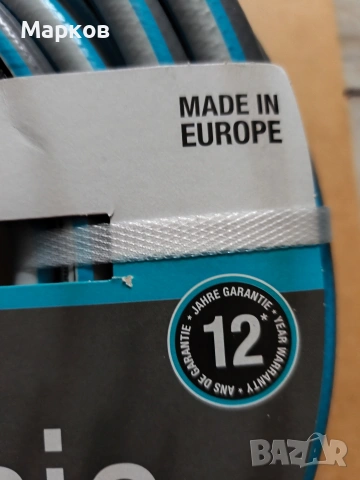 Марков
MADE IN
EUROPE
12*
JAHRE GARANTIE • YEAR WARRANTY • ANS DE GARANTIE •
BAZAR